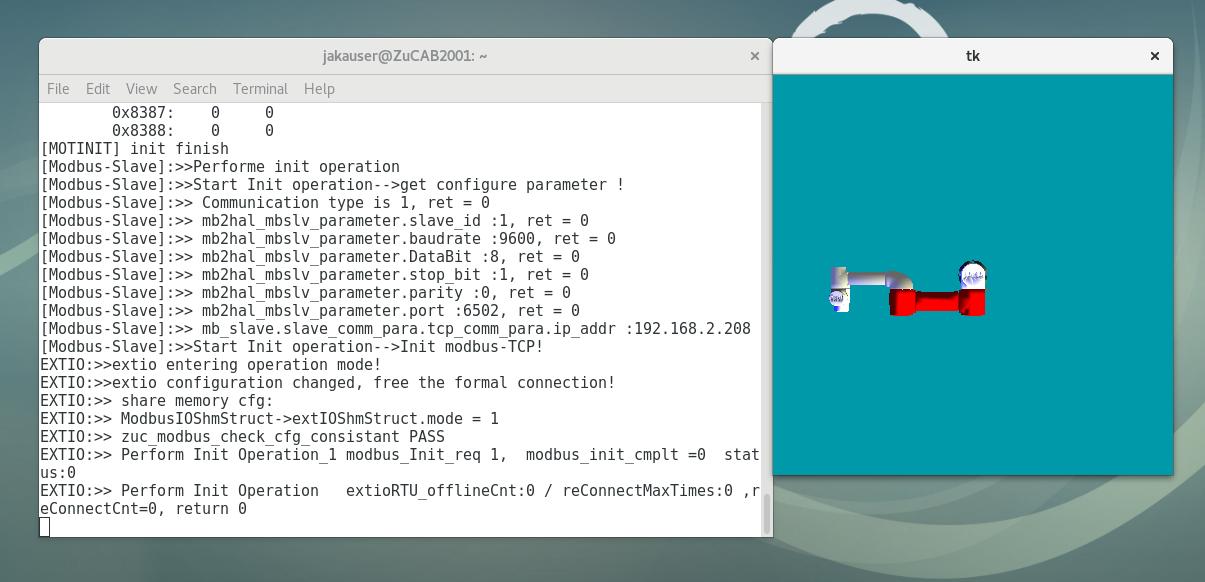 jakauser@ZuCAB2001: ~
File Edit View Search Terminal Help
0x8387: 0 0
0x8388: 0 0
[MOTINIT] init finish
[Modbus-Slave]:>>Performe init operation
[Modbus-Slave]:>>Start Init operation-->get configure parameter !
[Modbus-Slave]:>> Communication type is 1, ret = 0
[Modbus-Slave]:>> mb2hal_mbslv_parameter.slave_id :1, ret = 0
[Modbus-Slave]:>> mb2hal_mbslv_parameter.baudrate :9600, ret = 0
[Modbus-Slave]:>> mb2hal_mbslv_parameter.DataBit :8, ret = 0
[Modbus-Slave]:>> mb2hal_mbslv_parameter.stop_bit :1, ret = 0
[Modbus-Slave]:>> mb2hal_mbslv_parameter.parity :0, ret = 0
[Modbus-Slave]:>> mb2hal_mbslv_parameter.port :6502, ret = 0
[Modbus-Slave]:>> mb_slave.slave_comm_para.tcp_comm_para.ip_addr :192.168.2.208
[Modbus-Slave]:>>Start Init operation-->Init modbus-TCP!
EXTIO:>>extio entering operation mode!
EXTIO:>>extio configuration changed, free the formal connection!
EXTIO:>> share memory cfg:
EXTIO:>> ModbusIOShmStruct->extIOShmStruct.mode = 1
EXTIO:>> zuc_modbus_check_cfg_consistant PASS
EXTIO:>> Perform Init Operation_1 modbus_Init_req 1,  modbus_init_cmplt =0  stat
us:0
EXTIO:>> Perform Init Operation   extioRTU_offlineCnt:0 / reConnectMaxTimes:0 ,r
eConnectCnt=0, return 0
tk